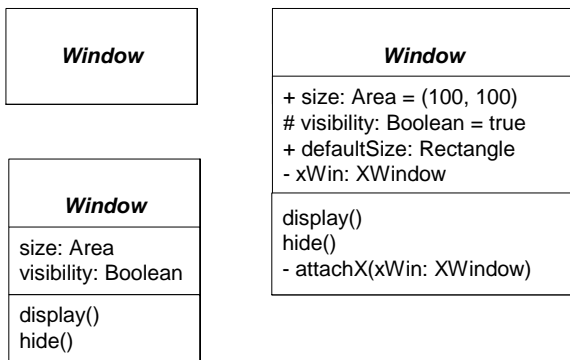 Window
Window
size: Area
visibility: Boolean
display()
hide()
Window
+ size: Area = (100, 100)
# visibility: Boolean = true
+ defaultSize: Rectangle
- xWin: XWindow
display()
hide()
- attachX(xWin: XWindow)